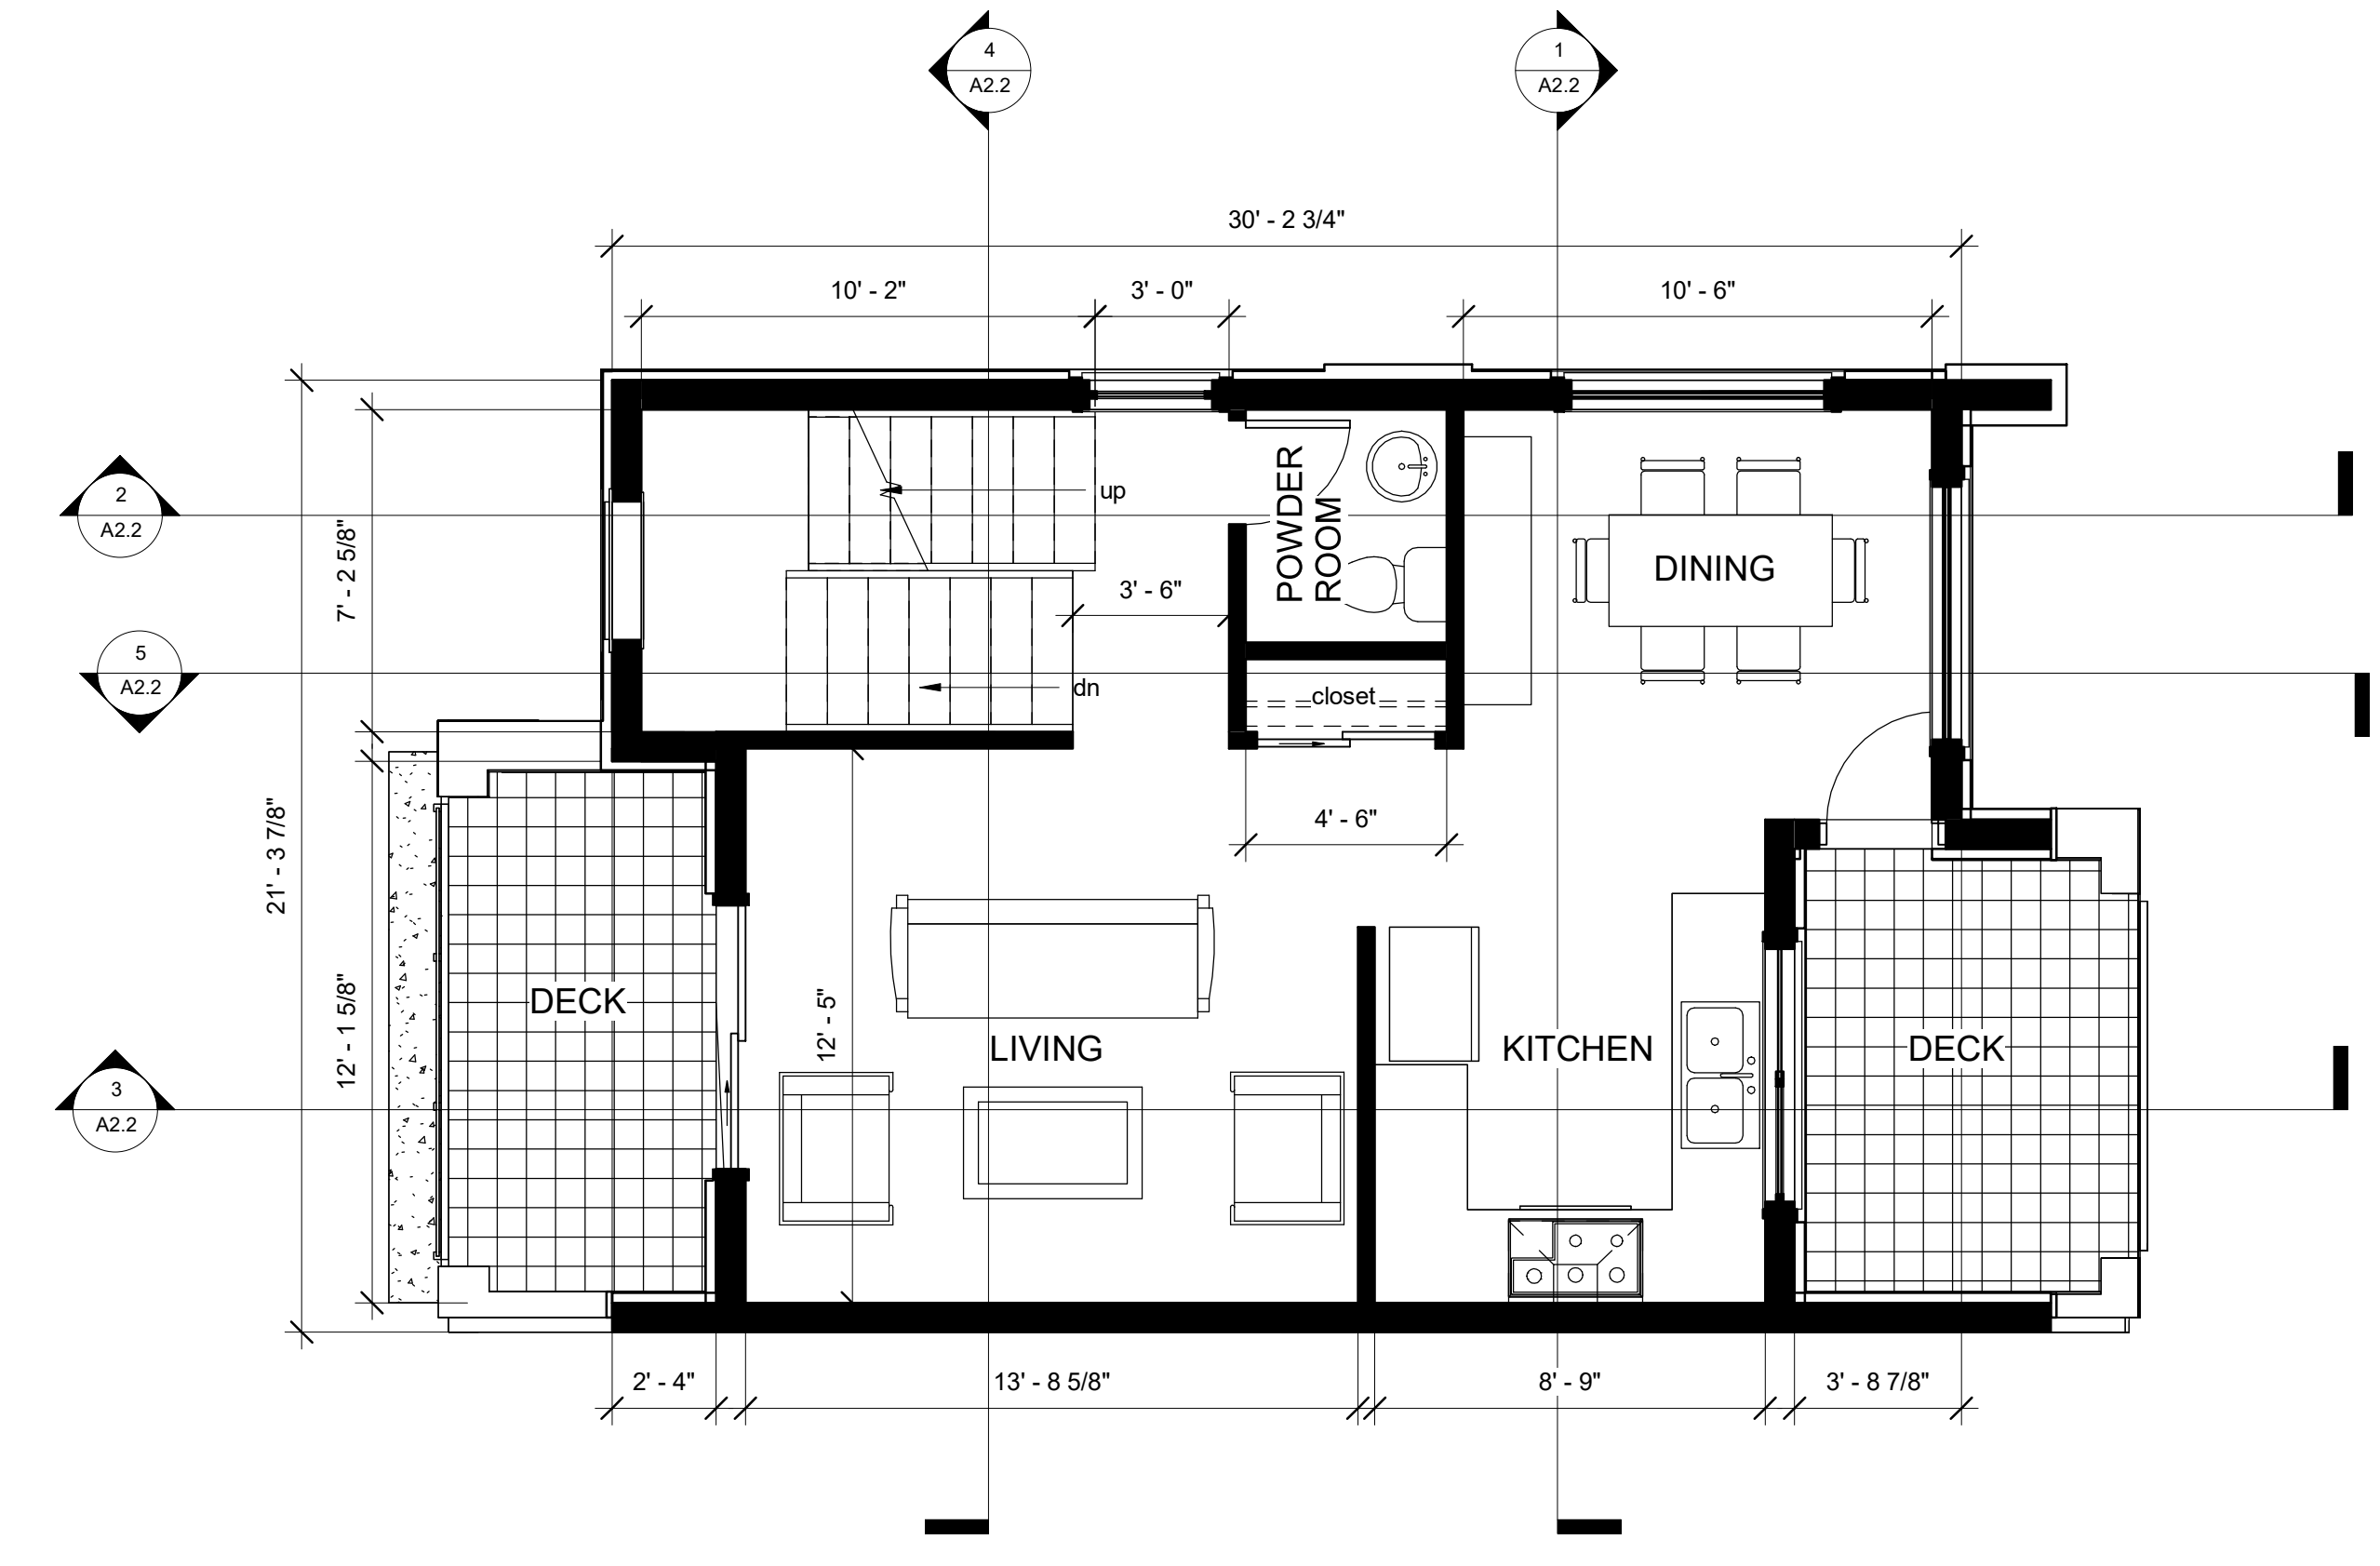 4
A2.2
1
A2.2
30' - 2 3/4"
10' - 2"
3' - 0"
10' - 6"
2
A2.2
up
POWDER
ROOM
DINING
7' - 2 5/8"
3' - 6"
5
A2.2
dn
closet
4' - 6"
21' - 3 7/8"
12' - 1 5/8"
DECK
12' - 5"
LIVING
KITCHEN
DECK
3
A2.2
2' - 4"
13' - 8 5/8"
8' - 9"
3' - 8 7/8"